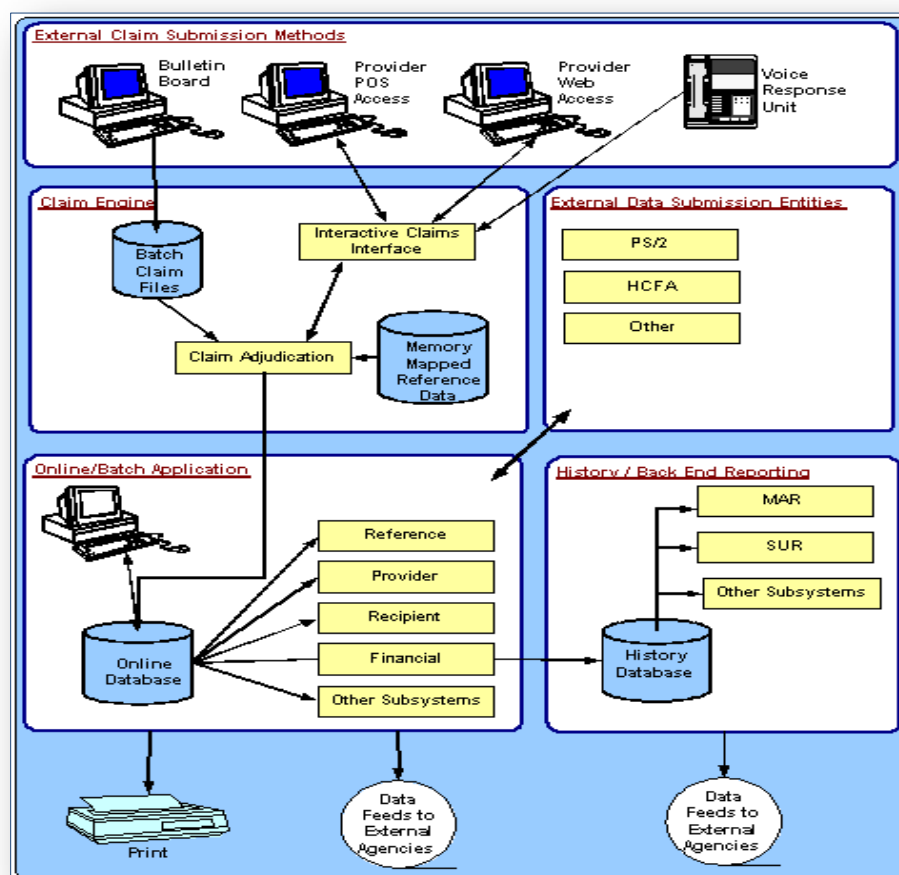 External Claim Submission Methods
Bulletin
Board
Provider
POS
Access
Provider
Web
Access
Voice
Response
Unit
Claim Engine
Batch
Claim
Files
Interactive Claims
Interface
Claim Adjudication
Memory
Mapped
Reference
Data
External Data Submission Entities
PS/2
HCFA
Other
Online/Batch Application
Reference
Provider
Recipient
Financial
Other Subsystems
Online
Database
History / Back End Reporting
MAR
SUR
Other Subsystems
History
Database
Print
Data
Feeds to
External
Agencies
Data
Feeds to
External
Agencies